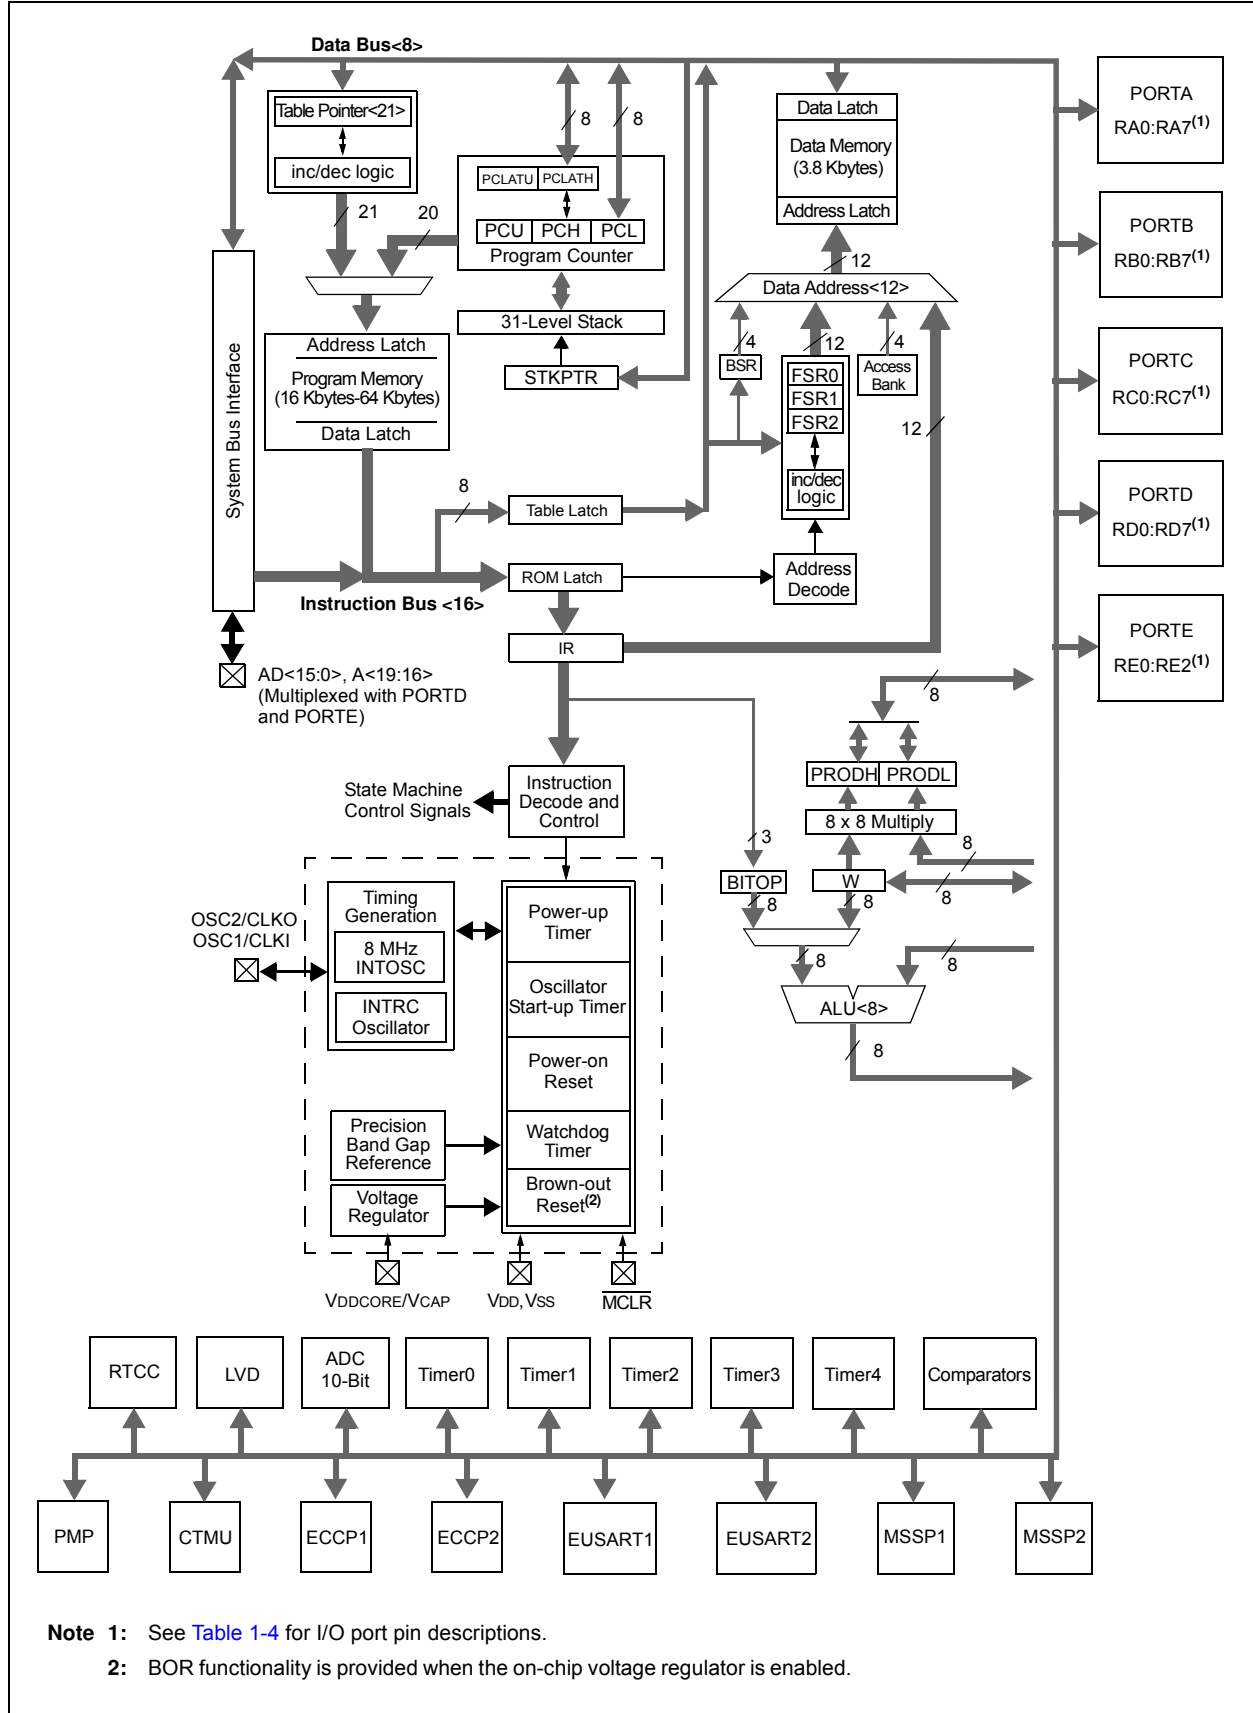 Data Bus<8>
Table Pointer<21>
inc/dec logic
21
20
8
8
PCLATU PCLATH
PCU PCH PCL
Program Counter
31-Level Stack
STKPTR
Data Latch
Data Memory
(3.8 Kbytes)
Address Latch
12
Data Address<12>
4
12
4
BSR
FSR0
FSR1
FSR2
inc/dec
logic
Access
Bank
12
Address
Decode
System Bus Interface
Address Latch
Program Memory
(16 Kbytes-64 Kbytes)
Data Latch
8
Table Latch
ROM Latch
Instruction Bus <16>
IR
AD<15:0>, A<19:16>
(Multiplexed with PORTD
and PORTE)
PORTA
RA0:RA7(1)
PORTB
RB0:RB7(1)
PORTC
RC0:RC7(1)
PORTD
RD0:RD7(1)
PORTE
RE0:RE2(1)
State Machine
Control Signals
Instruction
Decode and
Control
8
PRODH PRODL
8 x 8 Multiply
3
8
BITOP
W
8
8
8
8
8
ALU<8>
8
OSC2/CLKO
OSC1/CLKI
Timing
Generation
8 MHz
INTOSC
INTRC
Oscillator
Power-up
Timer
Oscillator
Start-up Timer
Power-on
Reset
Watchdog
Timer
Brown-out
Reset(2)
Precision
Band Gap
Reference
Voltage
Regulator
VDDCORE/VCAP
VDD, VSS
MCLR
RTCC
LVD
ADC
10-Bit
Timer0
Timer1
Timer2
Timer3
Timer4
Comparators
PMP
CTMU
ECCP1
ECCP2
EUSART1
EUSART2
MSSP1
MSSP2
Note 1: See Table 1-4 for I/O port pin descriptions.
2: BOR functionality is provided when the on-chip voltage regulator is enabled.